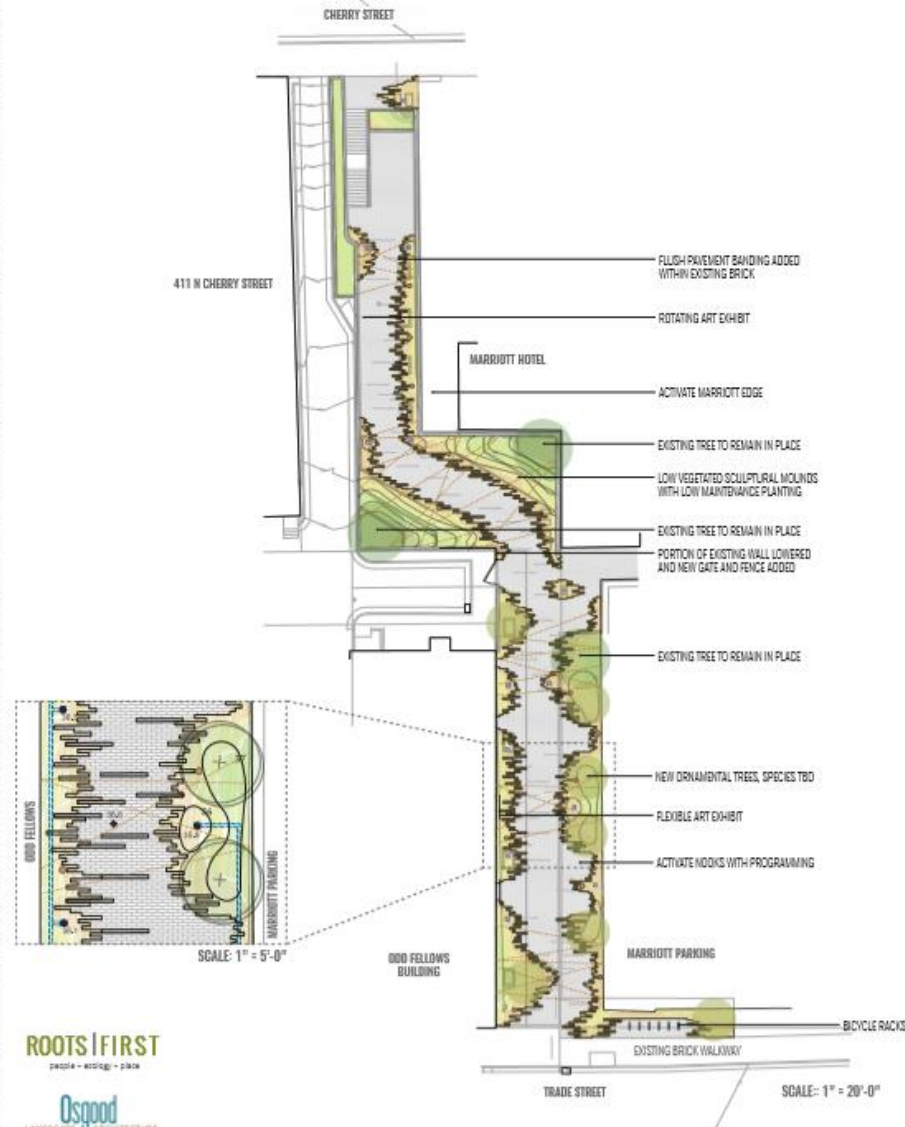 CHERRY STREET
411 N CHERRY STREET
FLUSH PAVEMENT BANDING ADDED
WITHIN EXISTING BRICK
ROTATING ART EXHIBIT
MARRIOTT HOTEL
ACTIVATE MARRIOTT EDGE
EXISTING TREE TO REMAIN IN PLACE
LOW VEGETATED SCULPTURAL MOUNDS
WITH LOW MAINTENANCE PLANTING
EXISTING TREE TO REMAIN IN PLACE
PORTION OF EXISTING WALL LOWERED
AND NEW GATE AND FENCE ADDED
EXISTING TREE TO REMAIN IN PLACE
NEW ORNAMENTAL TREES, SPECIES TBD
FLEXIBLE ART EXHIBIT
ACTIVATE NOOKS WITH PROGRAMMING
ODD FELLOWS
MARRIOTT PARKING
SCALE: 1" = 5'-0"
ODD FELLOWS
BUILDING
MARRIOTT PARKING
BICYCLE RACKS
EXISTING BRICK WALKWAY
TRADE STREET
SCALE:: 1" = 20'-0"
ROOTS|FIRST
people - ecology - place
Osgood